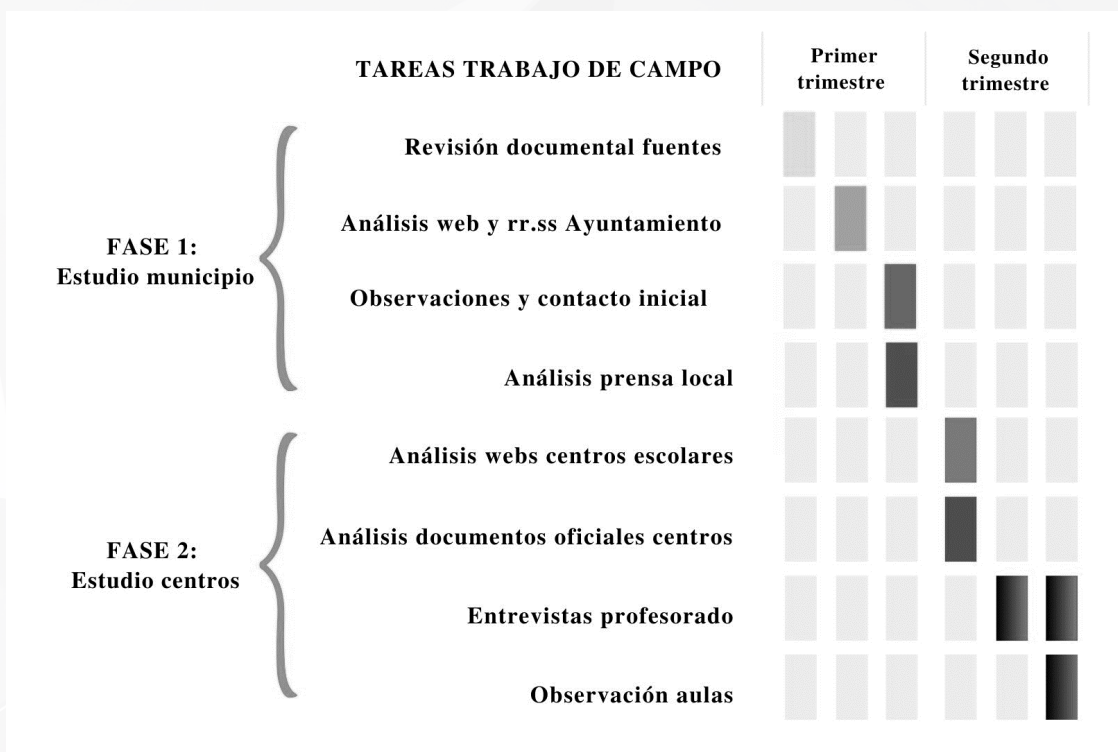 TAREAS TRABAJO DE CAMPO
Primer
trimestre
Segundo
trimestre
FASE 1:
Estudio municipio
Revisión documental fuentes
Análisis web y rr.ss Ayuntamiento
Observaciones y contacto inicial
Análisis prensa local
FASE 2:
Estudio centros
Análisis webs centros escolares
Análisis documentos oficiales centros
Entrevistas profesorado
Observación aulas